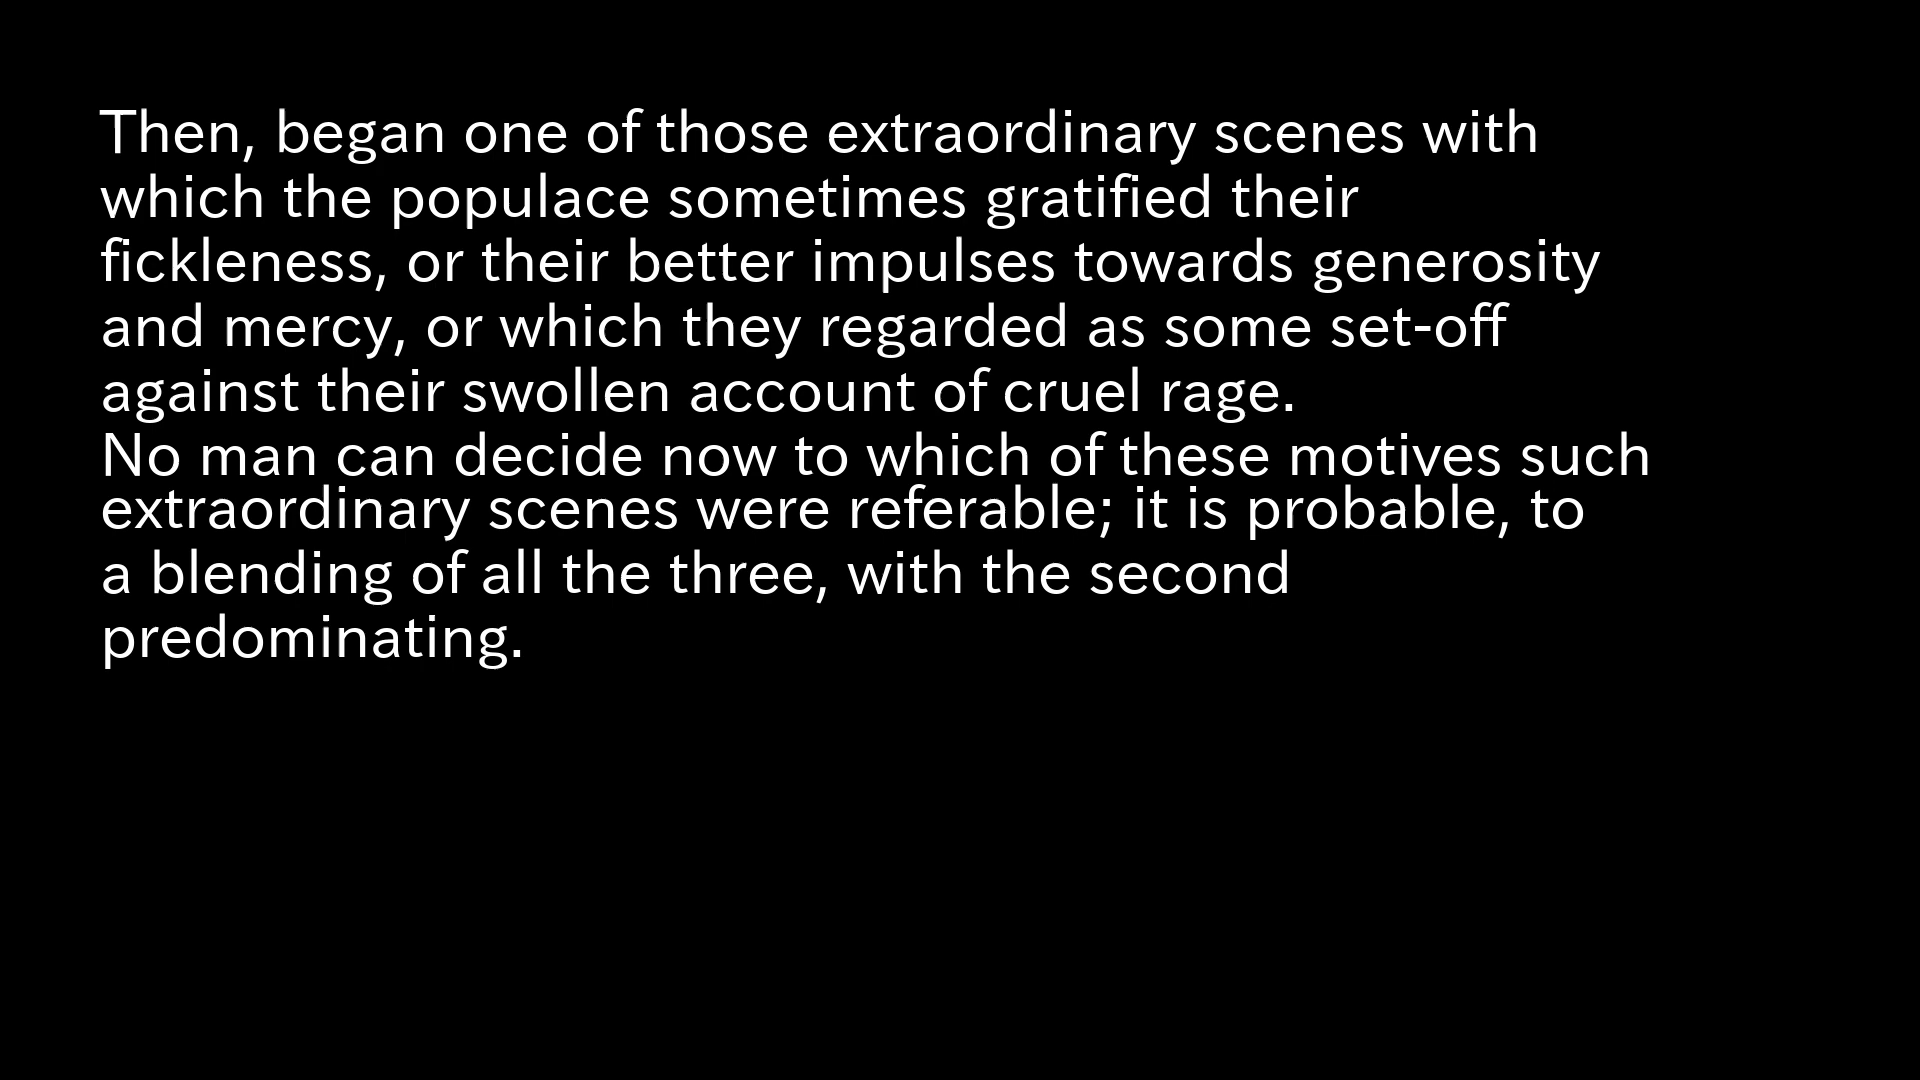 Then, began one of those extraordinary scenes with
which the populace sometimes gratified their
fickleness, or their better impulses towards generosity
and mercy, or which they regarded as some set-off
against their swollen account of cruel rage.
No man can decide now to which of these motives such
extraordinary scenes were referable; it is probable, to
a blending of all the three, with the second
predominating.